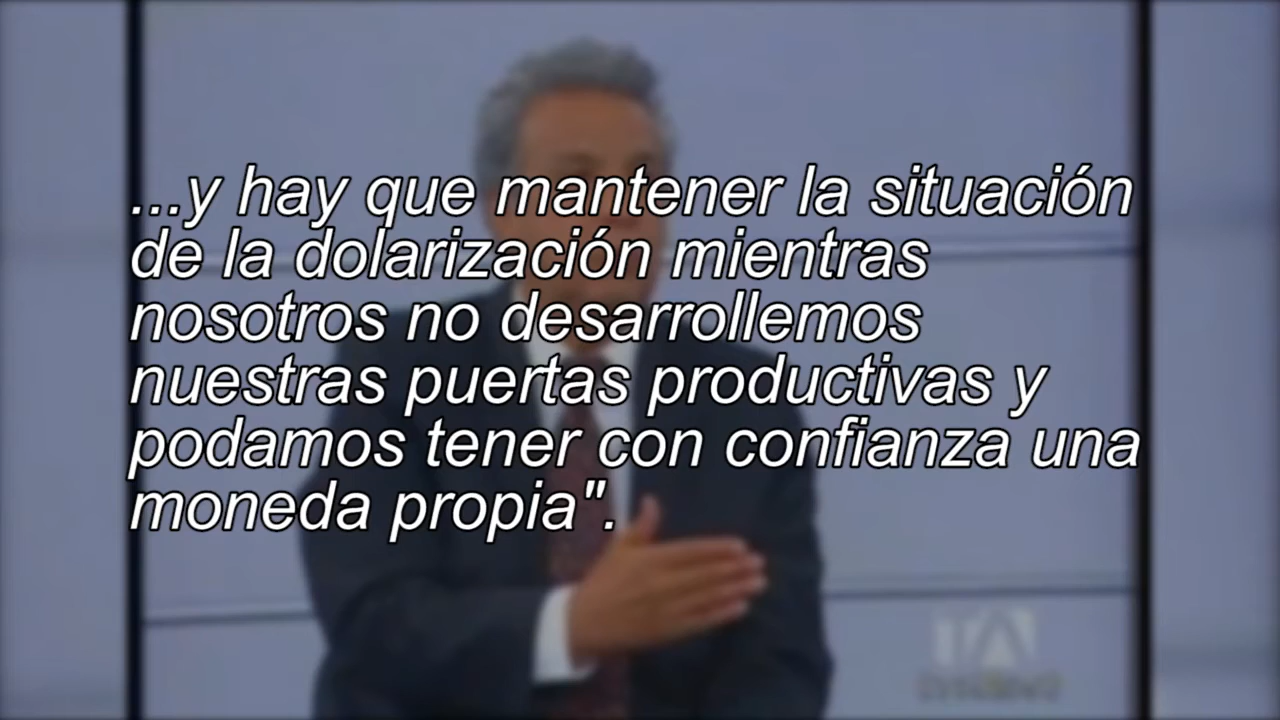 ...y hay que mantener la situación
de la dolarización mientras
nosotros no desarrollemos
nuestras puertas productivas y
podamos tener con confianza una
moneda propia".